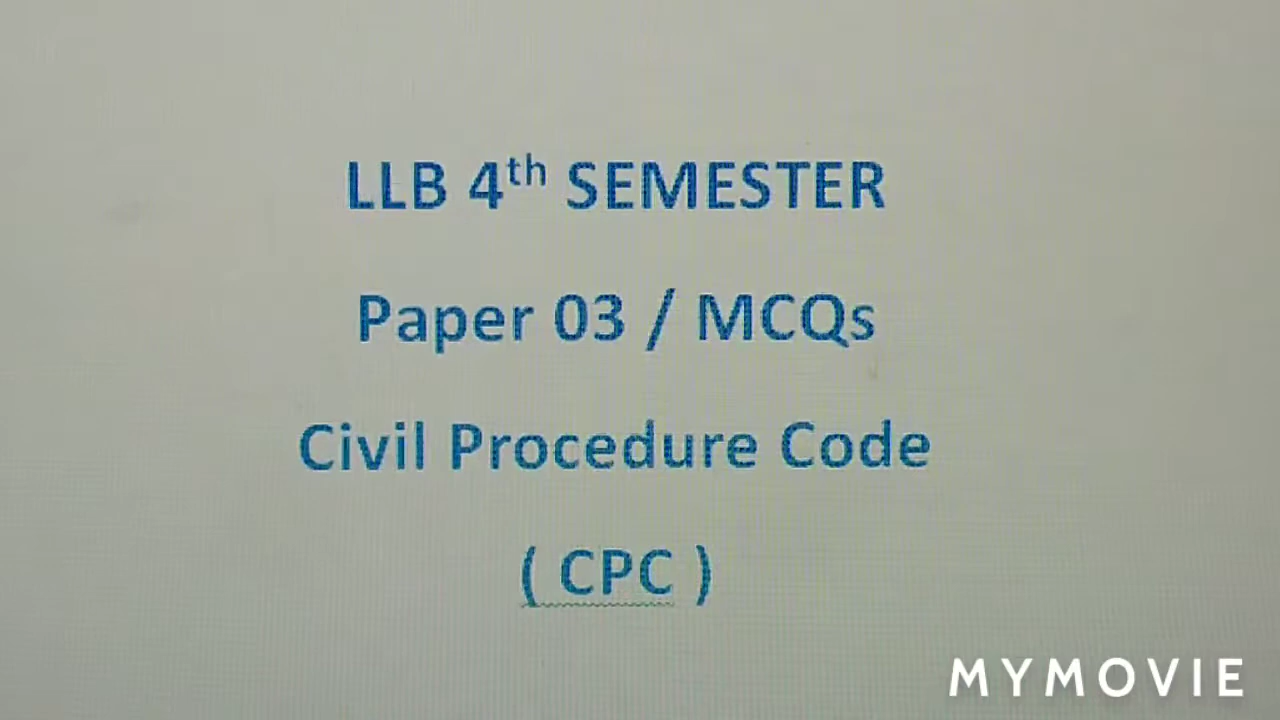 LLB 4th SEMESTER
Paper 03 / MCQs
Civil Procedure Code
( CPC )
MYMOVIE